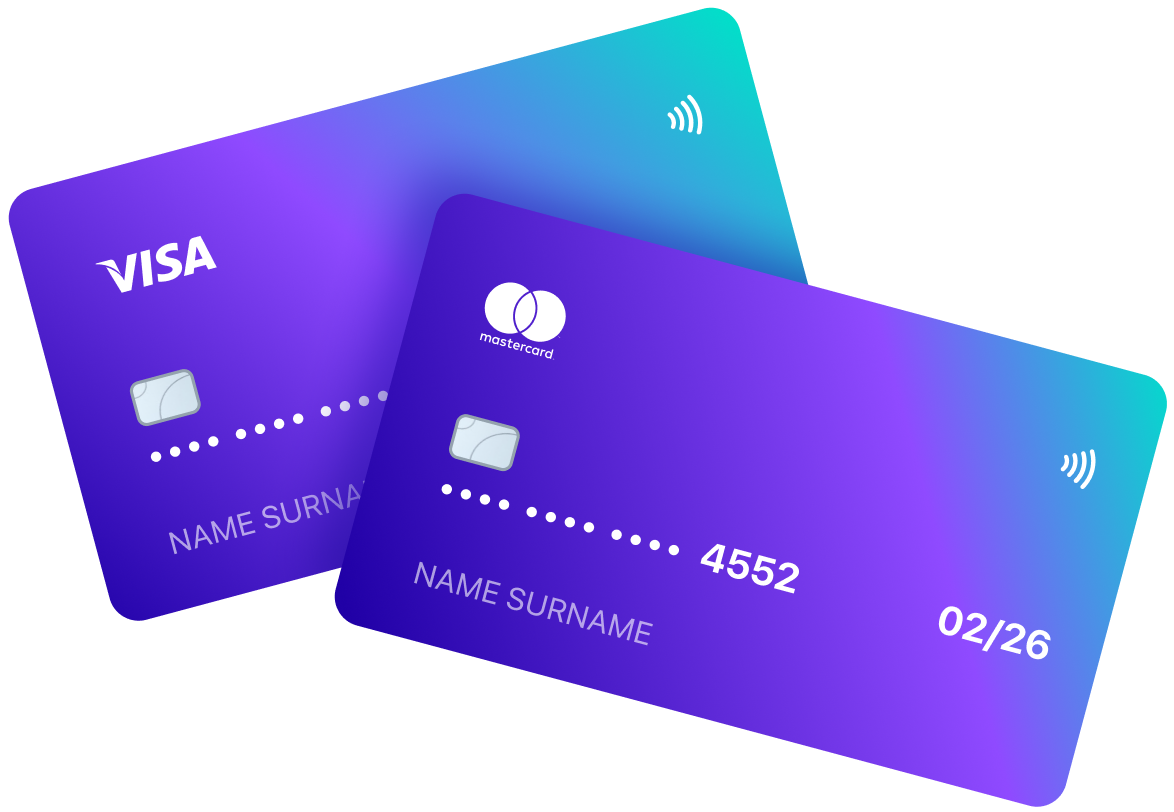 VISA
NAME SURNA
mastercard
•••• •••• •••• 4552
NAME SURNAME
02/26